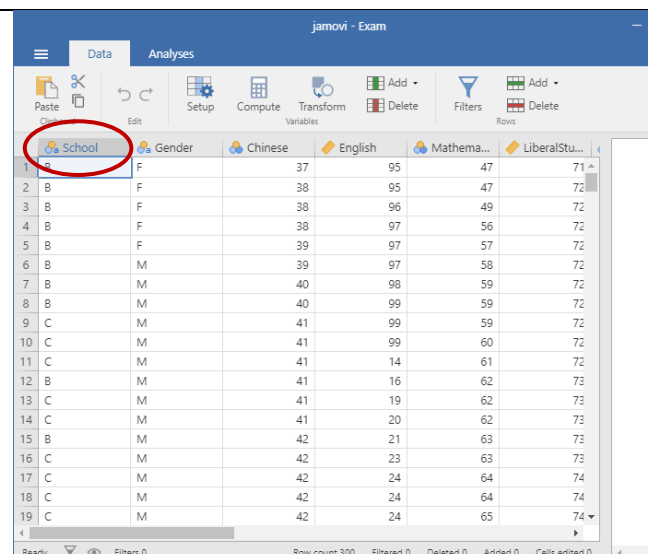 jamovi - Exam
Data Analyses
Paste Setup Compute Transform Add Delete Filters Add Delete
Edit Variables Rows
School Gender Chinese English Mathema... LiberalStu...
1 B F 37 95 47 71
2 B F 38 95 47 72
3 B F 38 96 49 72
4 B F 38 97 56 72
5 B F 39 97 57 72
6 B M 39 97 58 72
7 B M 40 98 59 72
8 B M 40 99 59 72
9 C M 41 99 59 72
10 C M 41 99 60 72
11 C M 41 14 61 72
12 B M 41 16 62 73
13 C M 41 19 62 73
14 C M 41 20 62 73
15 B M 42 21 63 73
16 C M 42 23 63 73
17 C M 42 24 64 74
18 C M 42 24 64 74
19 C M 42 24 65 74
Ready Filters 0 Row count 300 Filtered 0 Deleted 0 Added 0 Cells edited 0